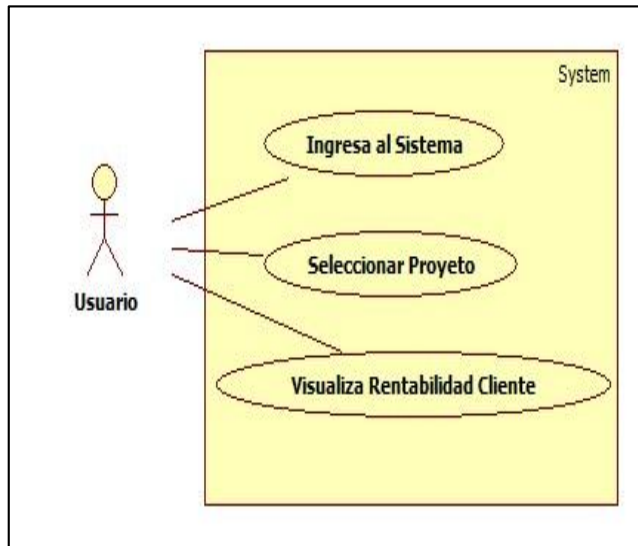 System
Ingresa al Sistema
Seleccionar Proyeto
Usuario
Visualiza Rentabilidad Cliente